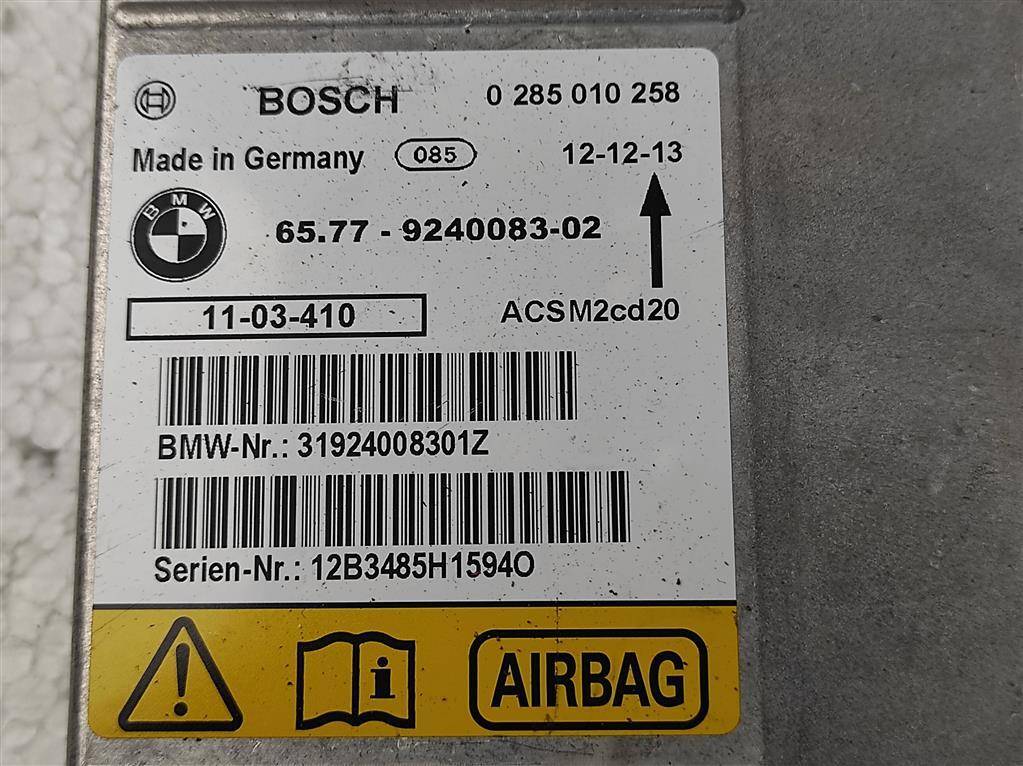 BOSCH 0 285 010 258
Made in Germany 085 12-12-13
BMW 65.77 - 9240083-02
11-03-410 ACSM2cd20
BMW-Nr.: 31924008301Z
Serien-Nr.: 12B3485H1594O
! i AIRBAG